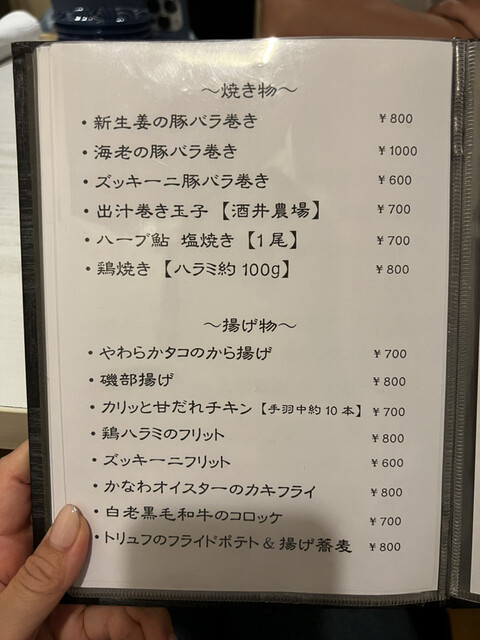 ～焼き物～
・新生姜の豚バラ巻き ￥800
・海老の豚バラ巻き ￥1000
・ズッキーニ豚バラ巻き ￥600
・出汁巻き玉子【酒井農場】 ￥700
・ハーブ鮎 塩焼き【1尾】 ￥700
・鶏焼き【ハラミ約100g】 ￥800
～揚げ物～
・やわらかタコのから揚げ ￥700
・磯部揚げ ￥800
・カリッと甘だれチキン【手羽中約10本】 ￥700
・鶏ハラミのフリット ￥800
・ズッキーニフリット ￥600
・かなわオイスターのカキフライ ￥800
・白老黒毛和牛のコロッケ ￥700
・トリュフのフライドポテト＆揚げ蕎麦 ￥800